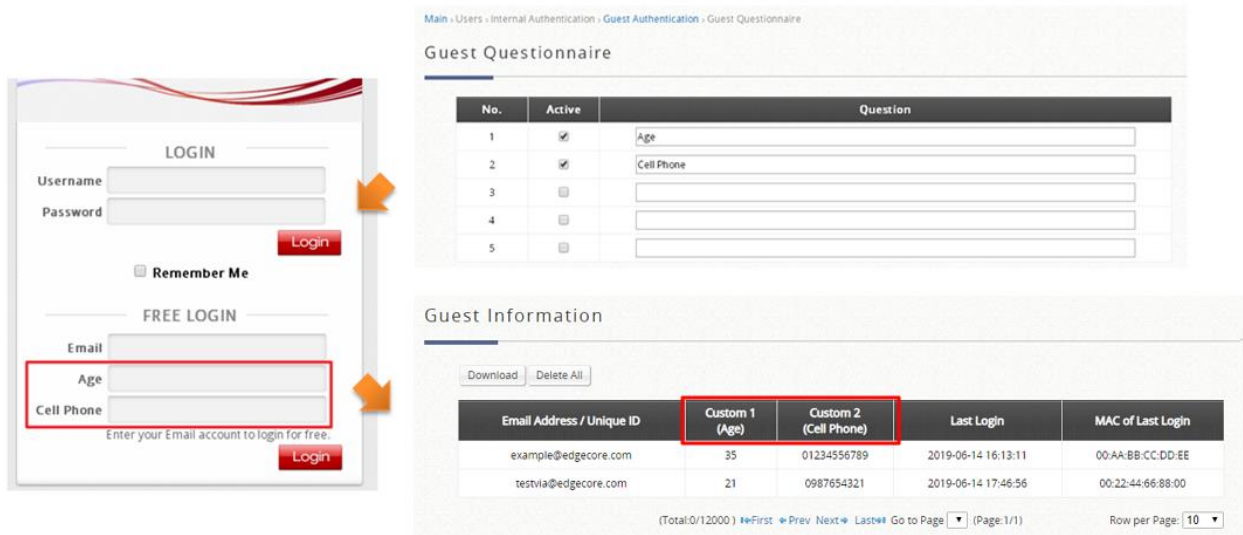 LOGIN
Username
Password
Login
Remember Me
FREE LOGIN
Email
Age
Cell Phone
Enter your Email account to login for free.
Login
Main › Users › Internal Authentication › Guest Authentication › Guest Questionnaire
Guest Questionnaire
No. Active Question
1 Age
2 Cell Phone
3
4
5
Guest Information
Download Delete All
Email Address / Unique ID Custom 1 (Age) Custom 2 (Cell Phone) Last Login MAC of Last Login
example@edgecore.com 35 01234556789 2019-06-14 16:13:11 00:AA:BB:CC:DD:EE
testvia@edgecore.com 21 0987654321 2019-06-14 17:46:56 00:22:44:66:88:00
(Total:0/12000 ) First Prev Next Last Go to Page (Page:1/1) Row per Page: 10